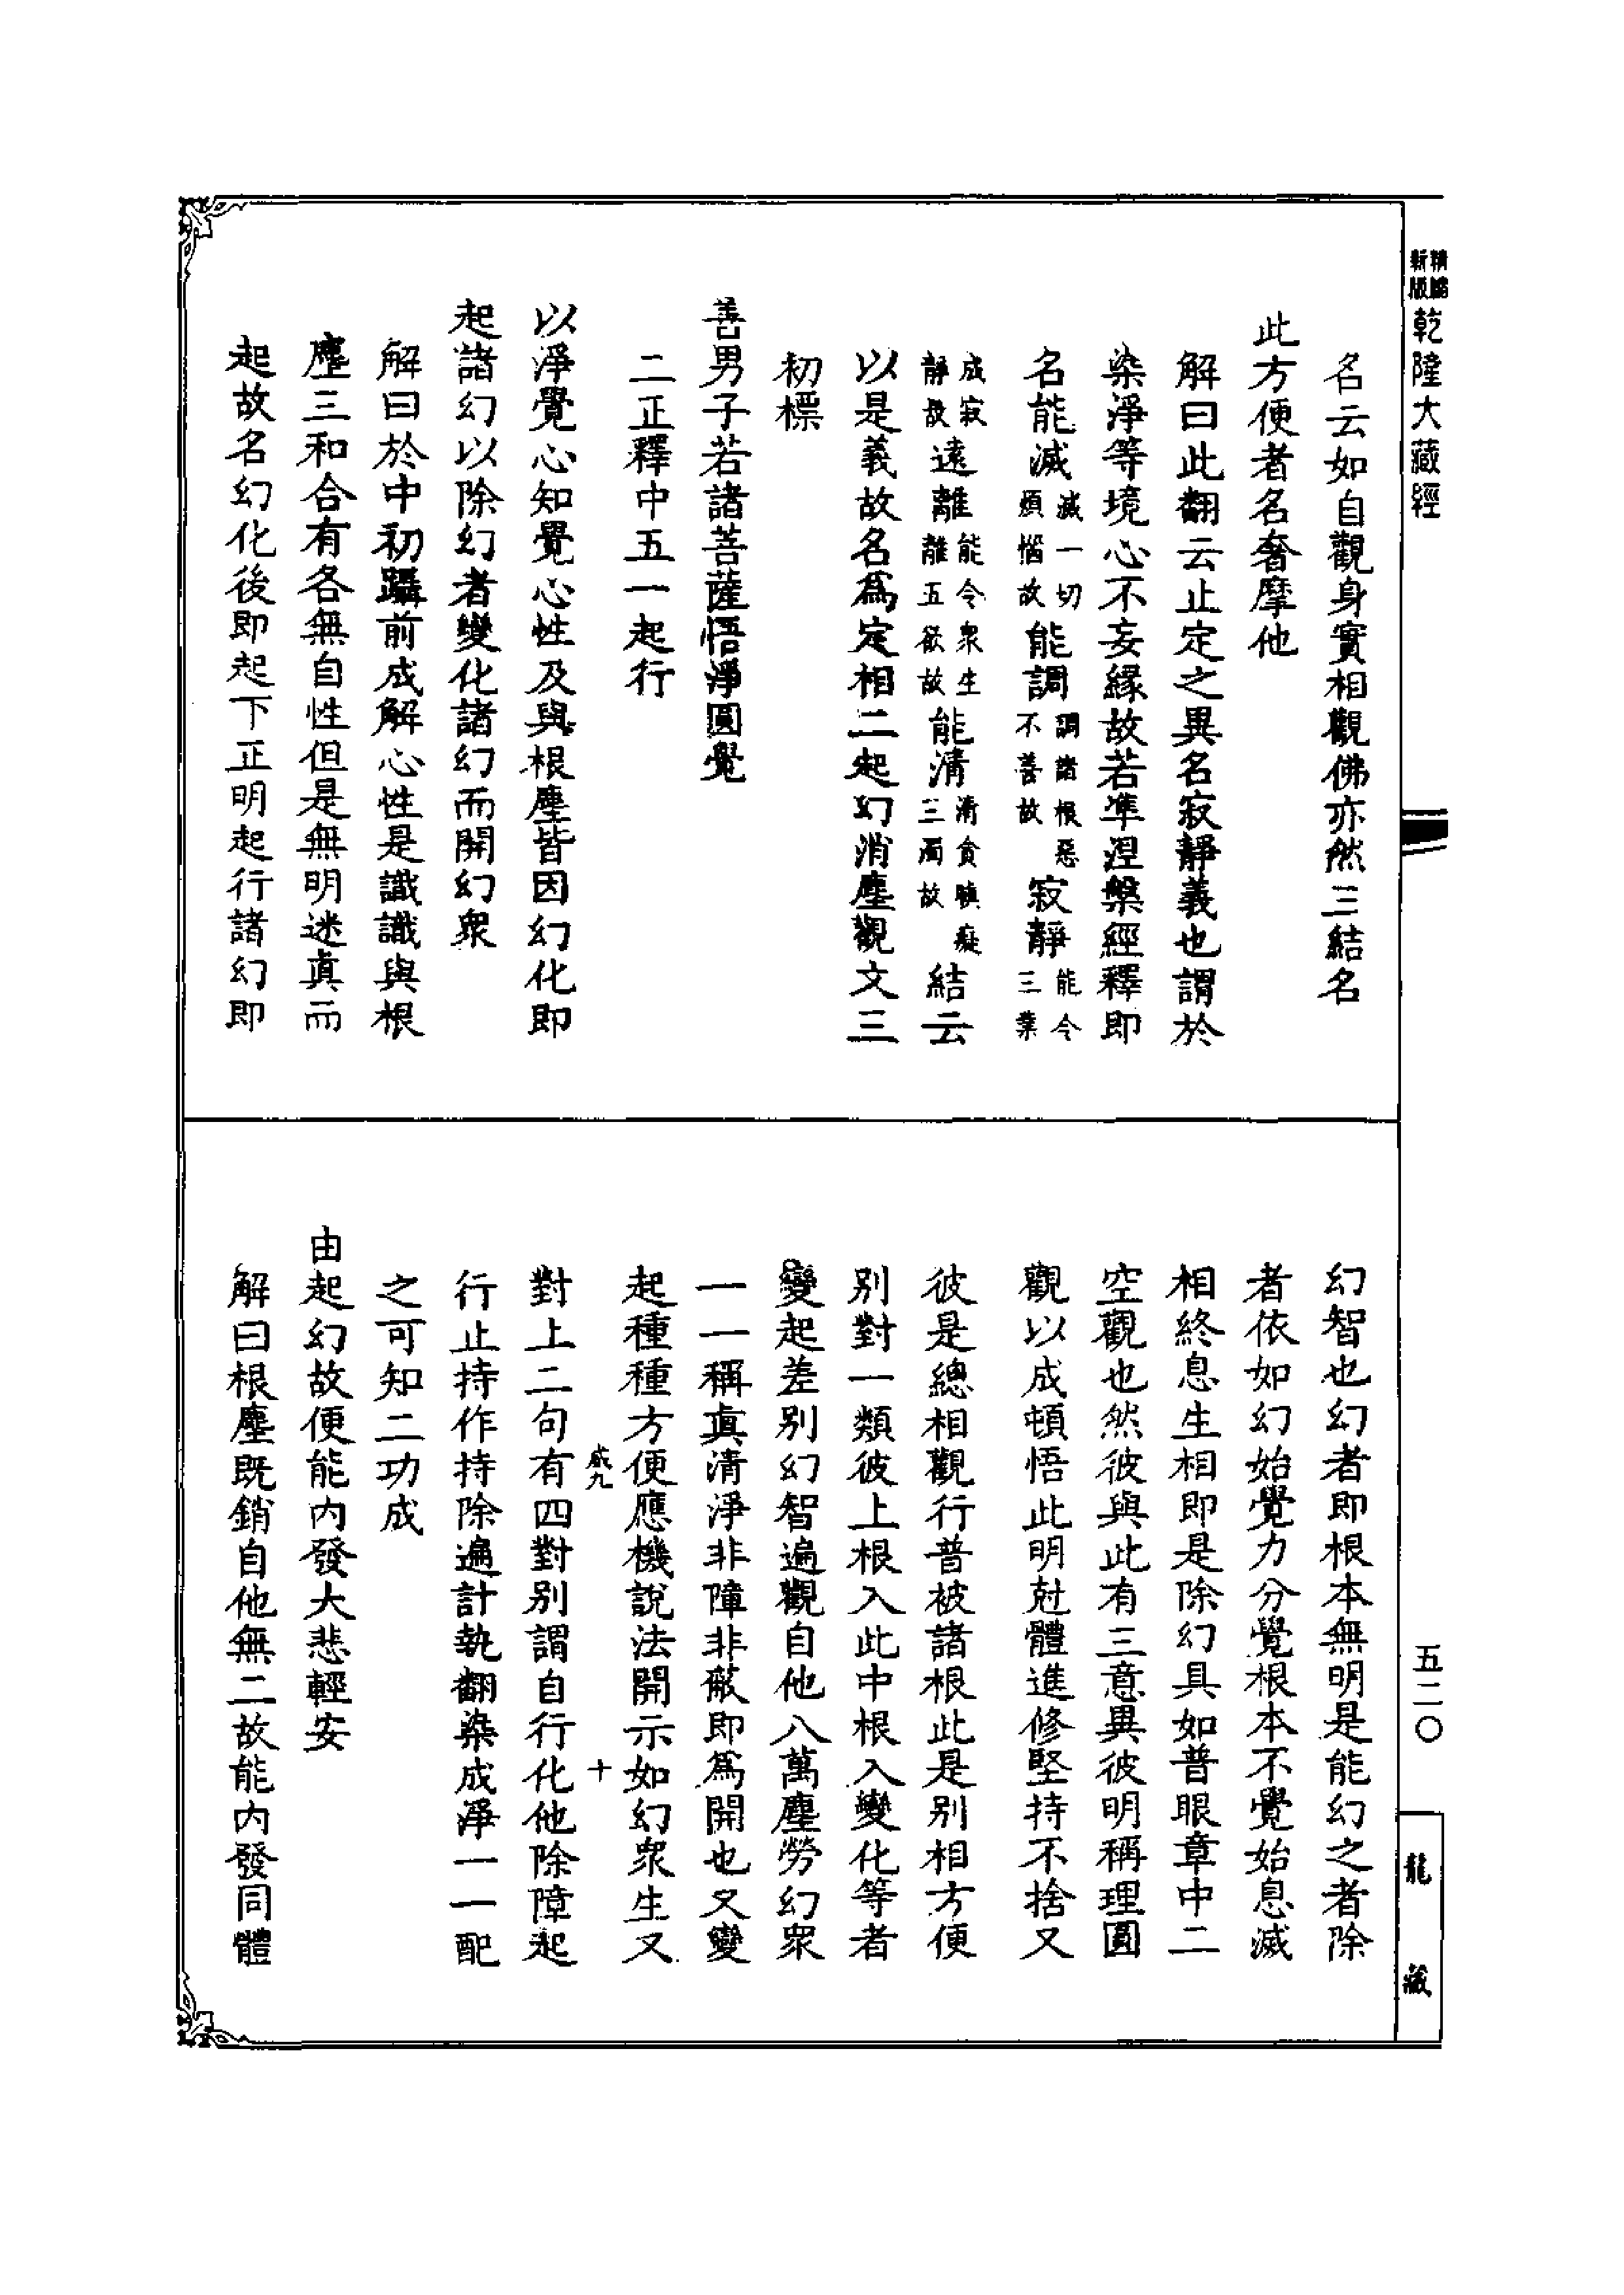 精縮
新版
乾隆大藏經
五二〇
龍藏
名云如自觀身實相觀佛亦然三結名
此方便者名奢摩他
解曰此翻云止定之異名寂靜義也謂於
染淨等境心不妄緣故若準涅槃經釋即
名能滅滅一切煩惱故能調調諸根惡不善故寂靜能令三業
成寂靜故遠離能令衆生離五欲故能清清貪瞋癡三濁故結云
以是義故名爲定相二起幻消塵觀文三
初標
善男子若諸菩薩悟淨圓覺
二正釋中五一起行
以淨覺心知覺心性及與根塵皆因幻化即
起諸幻以除幻者變化諸幻而開幻衆
解曰於中初躡前成解心性是識識與根
塵三和合有各無自性但是無明迷眞而
起故名幻化後即起下正明起行諸幻即
幻智也幻者即根本無明是能幻之者除
者依如幻始覺力分覺根本不覺始息滅
相終息生相即是除幻具如普眼章中二
空觀也然彼與此有三意異彼明稱理圓
觀以成頓悟此明尅體進修堅持不捨又
彼是總相觀行普被諸根此是別相方便
別對一類彼上根入此中根入變化等者
變起差別幻智遍觀自他八萬塵勞幻衆
一一稱眞清淨非障非蔽即爲開也又變
起種種方便應機說法開示如幻衆生又
咸九
十
對上二句有四對別謂自行化他除障起
行止持作持除遍計執翻染成淨一一配
之可知二功成
由起幻故便能內發大悲輕安
解曰根塵既銷自他無二故能內發同體